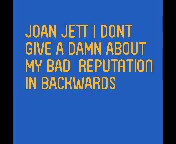 JOAN JETT I DONT
GIVE A DAMN ABOUT
MY BAD REPUTATION
IN BACKWARDS